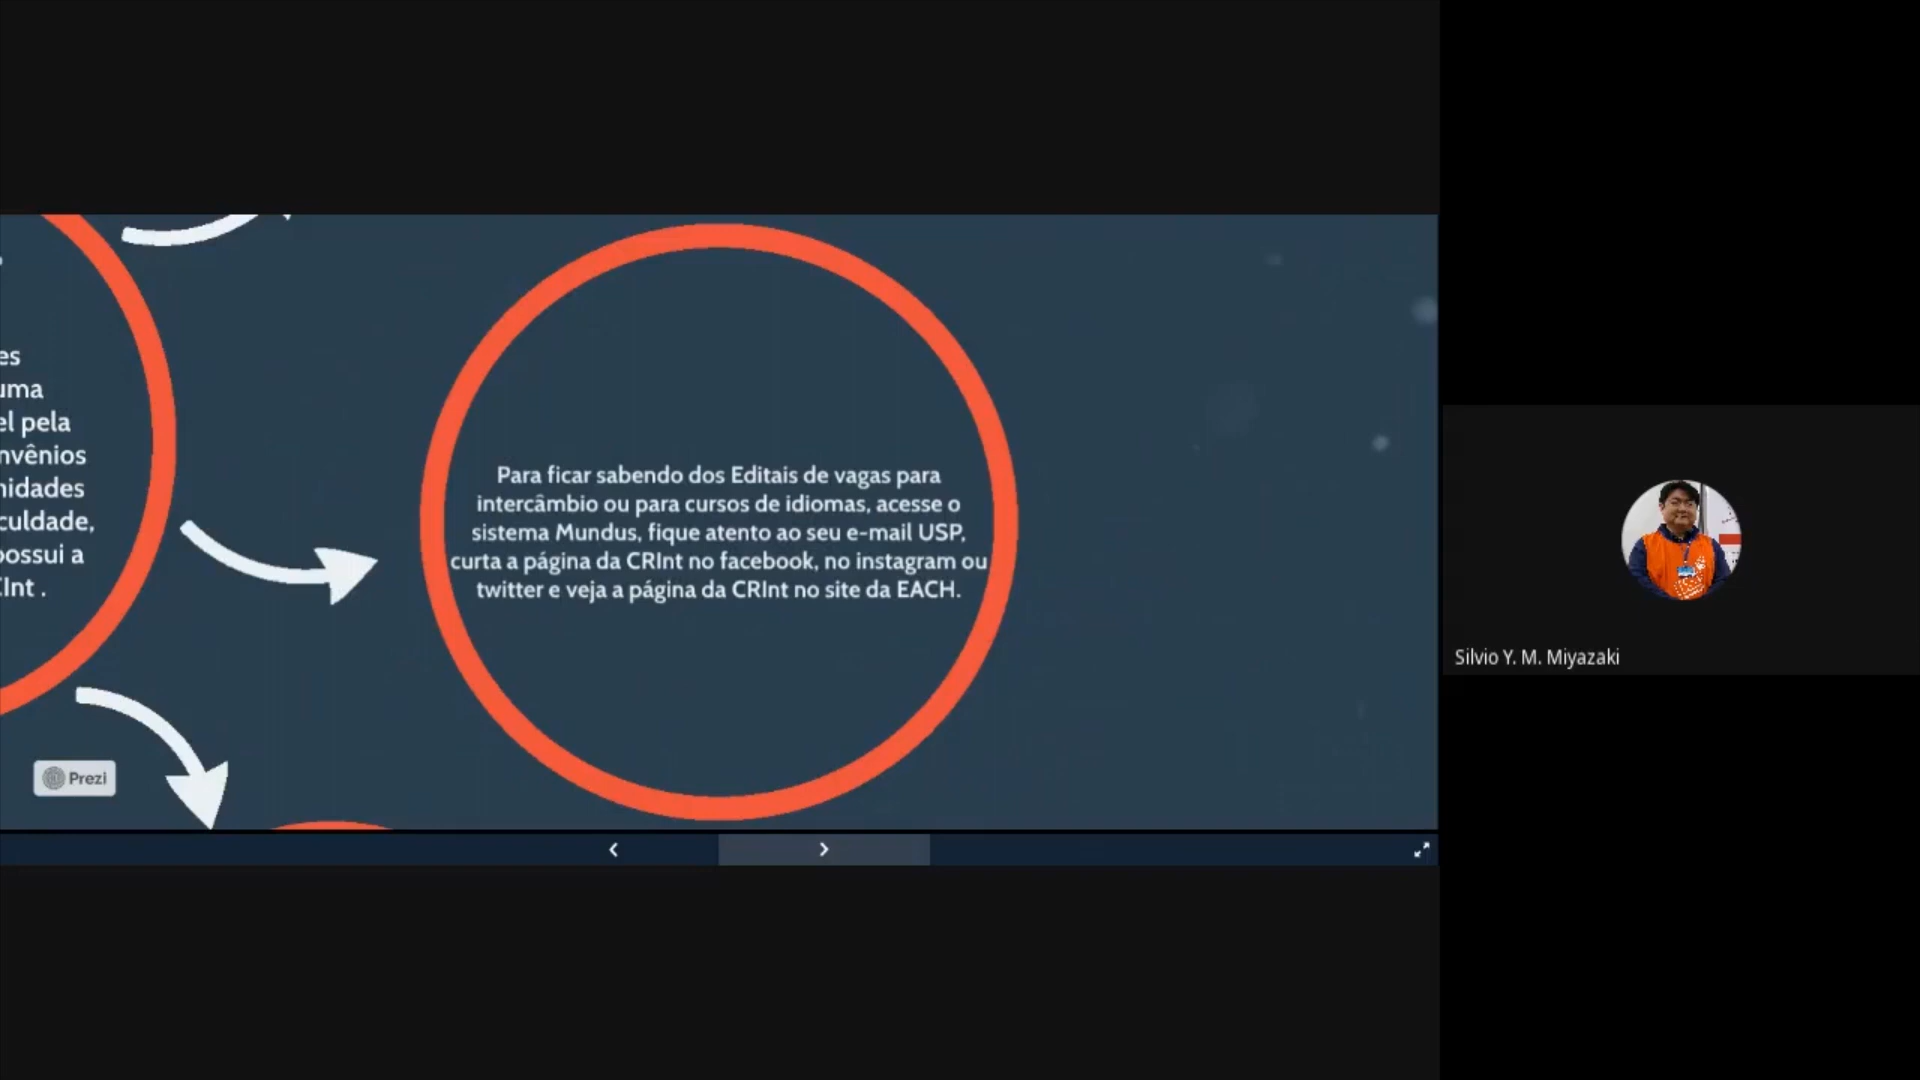 es
uma
el pela
nvênios
nidades
culdade,
possui a
Int .
Para ficar sabendo dos Editais de vagas para
intercâmbio ou para cursos de idiomas, acesse o
sistema Mundus, fique atento ao seu e-mail USP,
curta a página da CRInt no facebook, no instagram ou
twitter e veja a página da CRInt no site da EACH.
Prezi
Silvio Y. M. Miyazaki